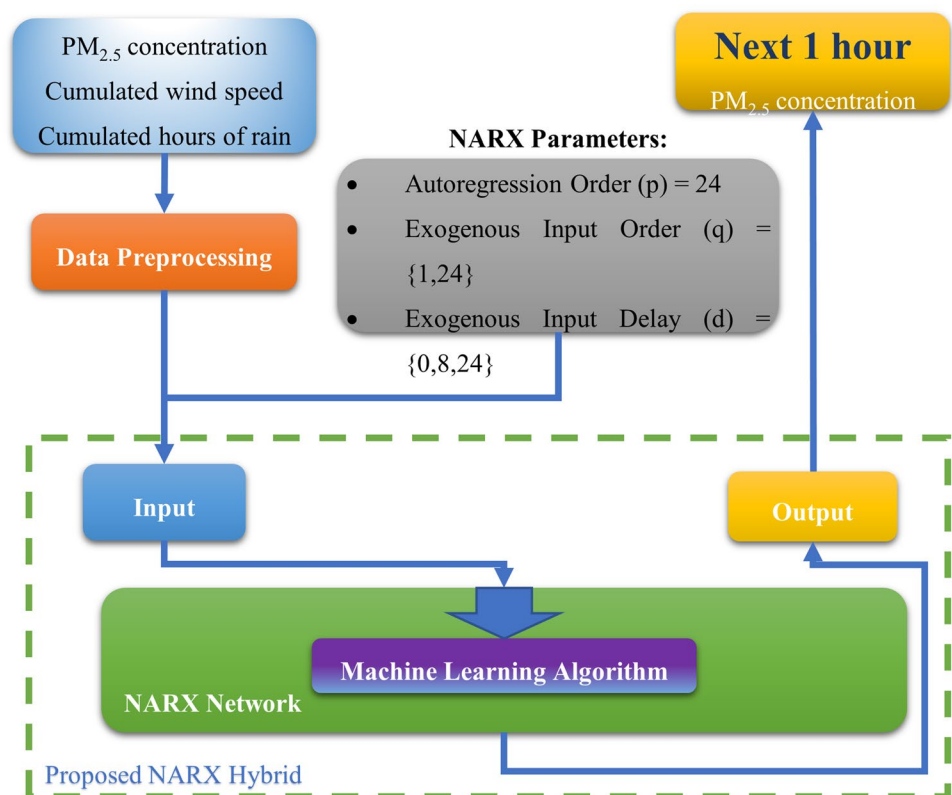 PM2.5 concentration
Cumulated wind speed
Cumulated hours of rain
Next 1 hour
PM2.5 concentration
NARX Parameters:
• Autoregression Order (p) = 24
• Exogenous Input Order (q) =
{1,24}
• Exogenous Input Delay (d) =
{0,8,24}
Data Preprocessing
Input
Output
Machine Learning Algorithm
NARX Network
Proposed NARX Hybrid